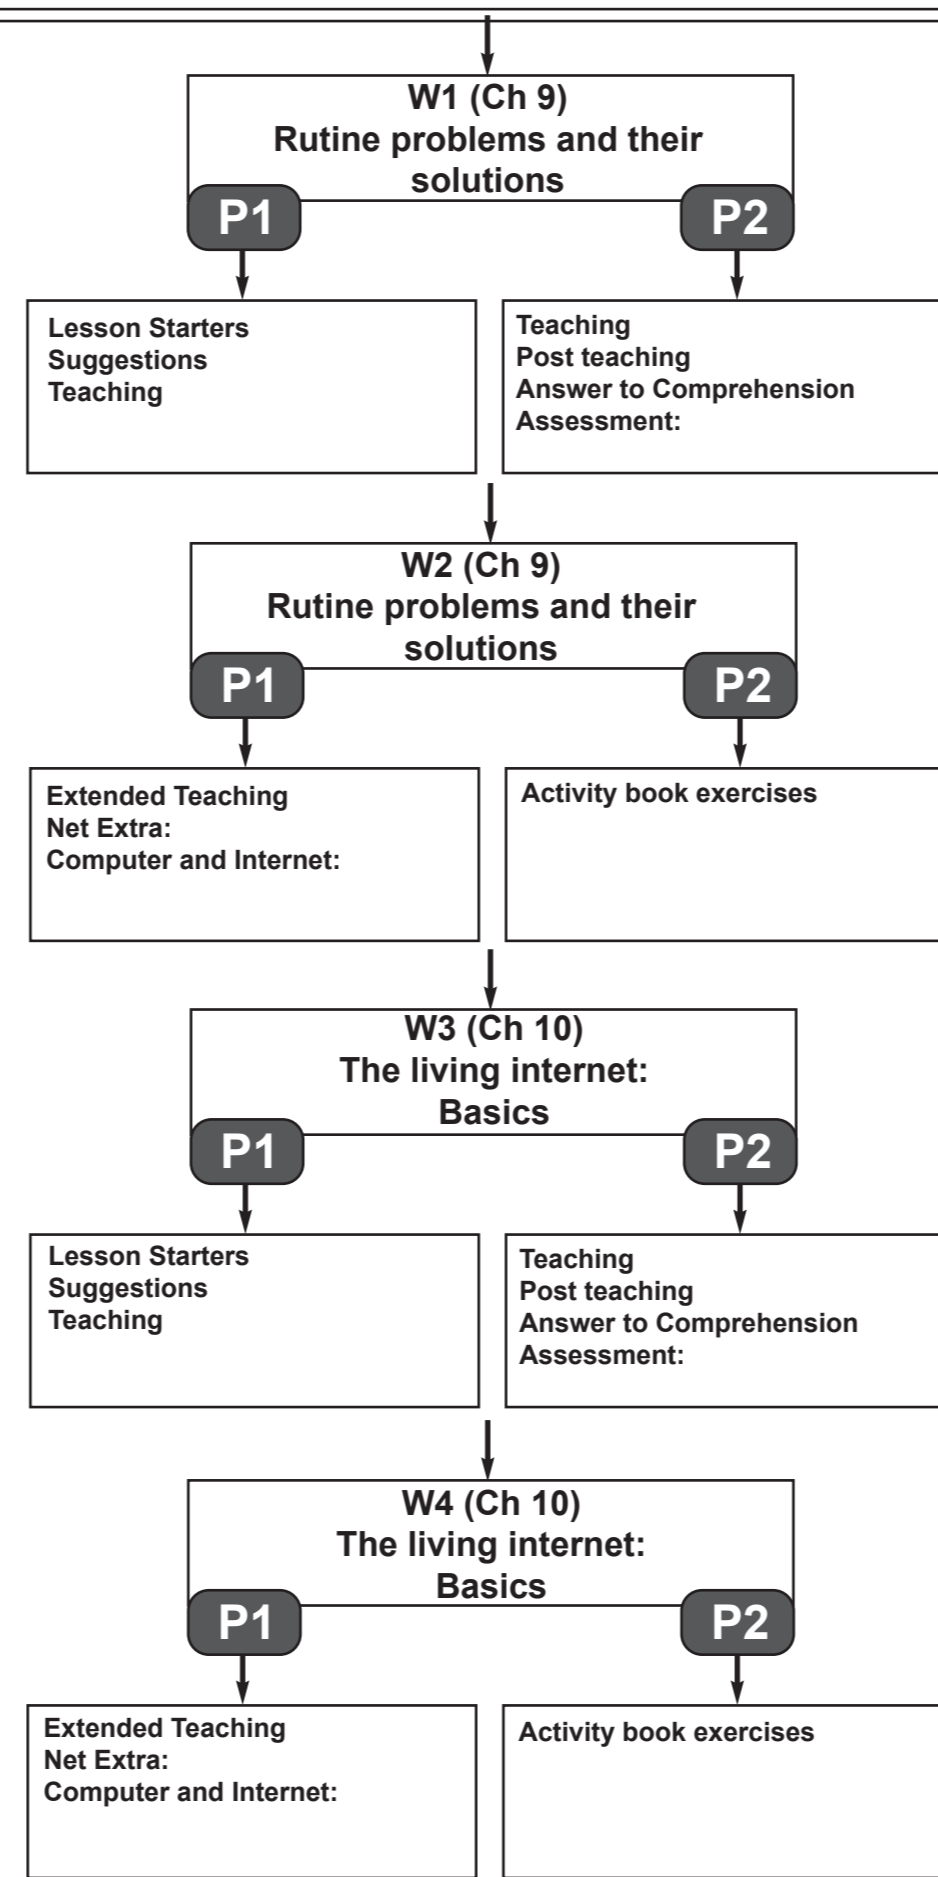 W1 (Ch 9)
Rutine problems and their
solutions
P1
P2
Lesson Starters
Suggestions
Teaching
Teaching
Post teaching
Answer to Comprehension
Assessment:
W2 (Ch 9)
Rutine problems and their
solutions
P1
P2
Extended Teaching
Net Extra:
Computer and Internet:
Activity book exercises
W3 (Ch 10)
The living internet:
Basics
P1
P2
Lesson Starters
Suggestions
Teaching
Teaching
Post teaching
Answer to Comprehension
Assessment:
W4 (Ch 10)
The living internet:
Basics
P1
P2
Extended Teaching
Net Extra:
Computer and Internet:
Activity book exercises